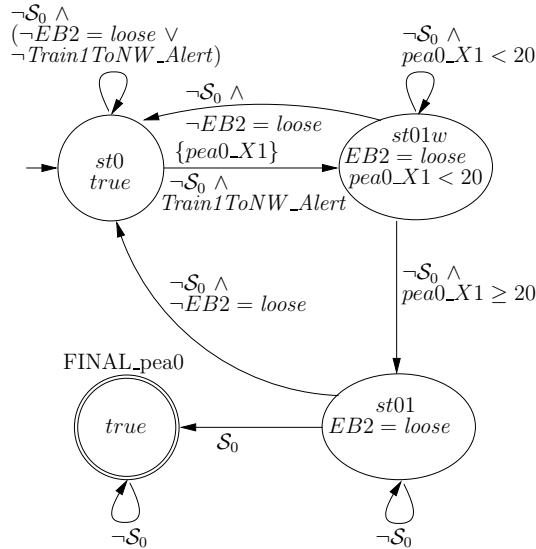 ¬𝒮₀ ∧
(¬EB2 = loose ∨
¬Train1ToNW_Alert)
¬𝒮₀ ∧
pea0_X1 < 20
¬𝒮₀ ∧
¬EB2 = loose
{pea0_X1}
st0
true
st01w
EB2 = loose
pea0_X1 < 20
¬𝒮₀ ∧
Train1ToNW_Alert
¬𝒮₀ ∧
¬EB2 = loose
¬𝒮₀ ∧
pea0_X1 ≥ 20
FINAL_pea0
true
st01
EB2 = loose
𝒮₀
¬𝒮₀
¬𝒮₀